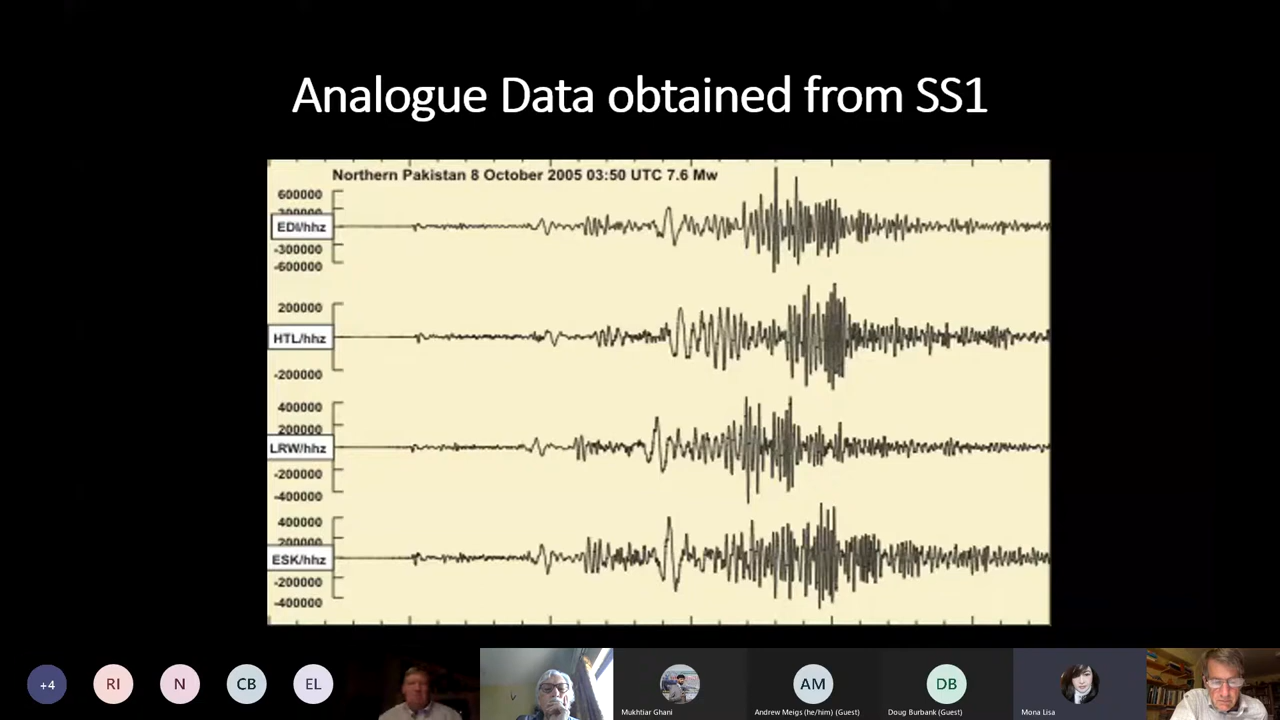 Analogue Data obtained from SS1
Northern Pakistan 8 October 2005 03:50 UTC 7.6 Mw
600000
300000
EDI/hhz
-300000
-600000
200000
HTL/hhz
-200000
400000
200000
LRW/hhz
-200000
-400000
400000
200000
ESK/hhz
-200000
-400000
+4
RI
N
CB
EL
Mukhtiar Ghani
AM
Andrew Meigs (he/him) (Guest)
DB
Doug Burbank (Guest)
Mona Lisa